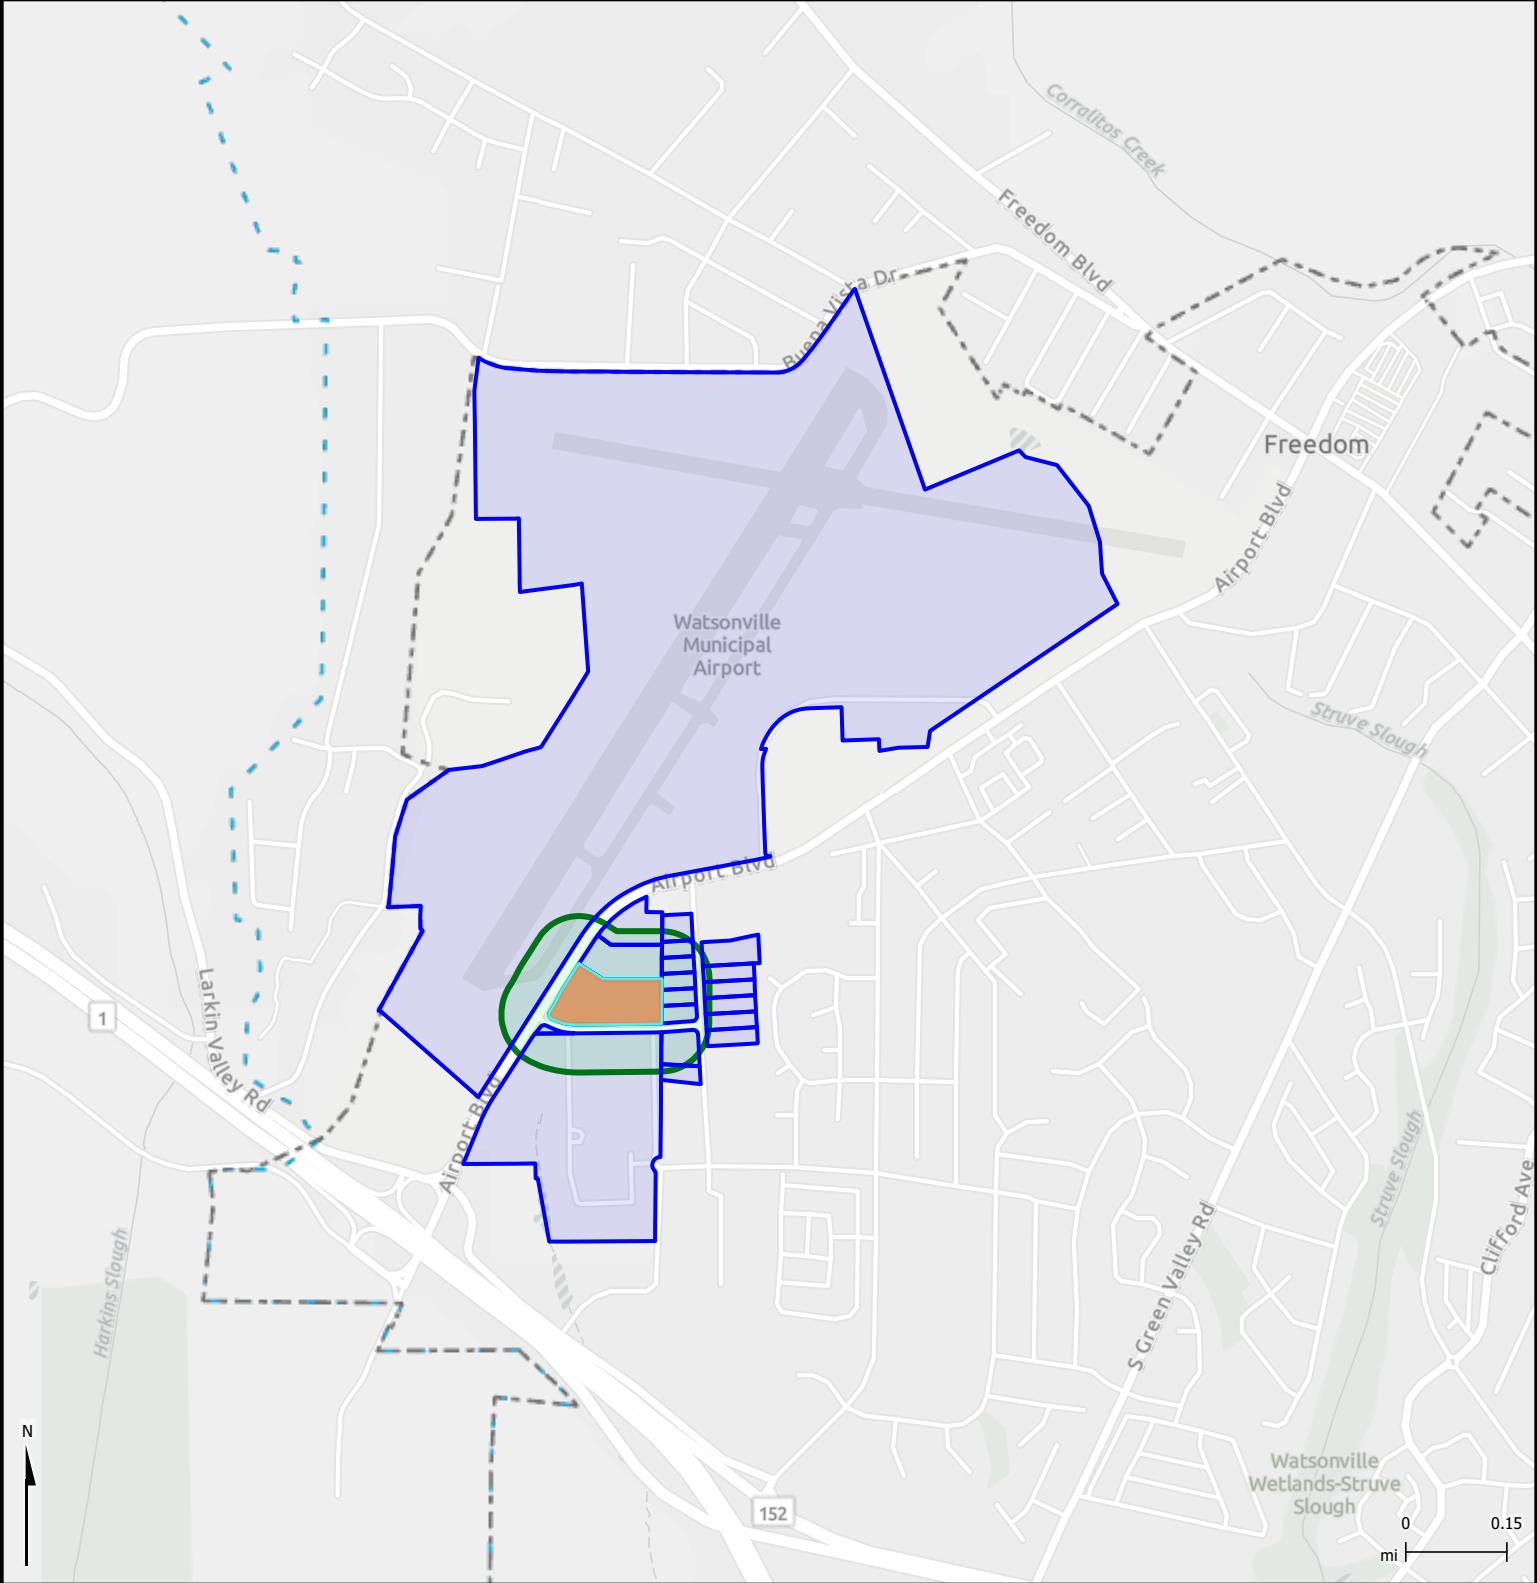 Corralitos Creek
Freedom Blvd
Buena Vista Dr
Freedom
Airport Blvd
Watsonville
Municipal
Airport
Struve Slough
Airport Blvd
Larkin Valley Rd
1
Airport Blvd
Struve Slough
Clifford Ave
S Green Valley Rd
Harkins Slough
N
Watsonville
Wetlands-Struve
Slough
152
0 0.15
mi